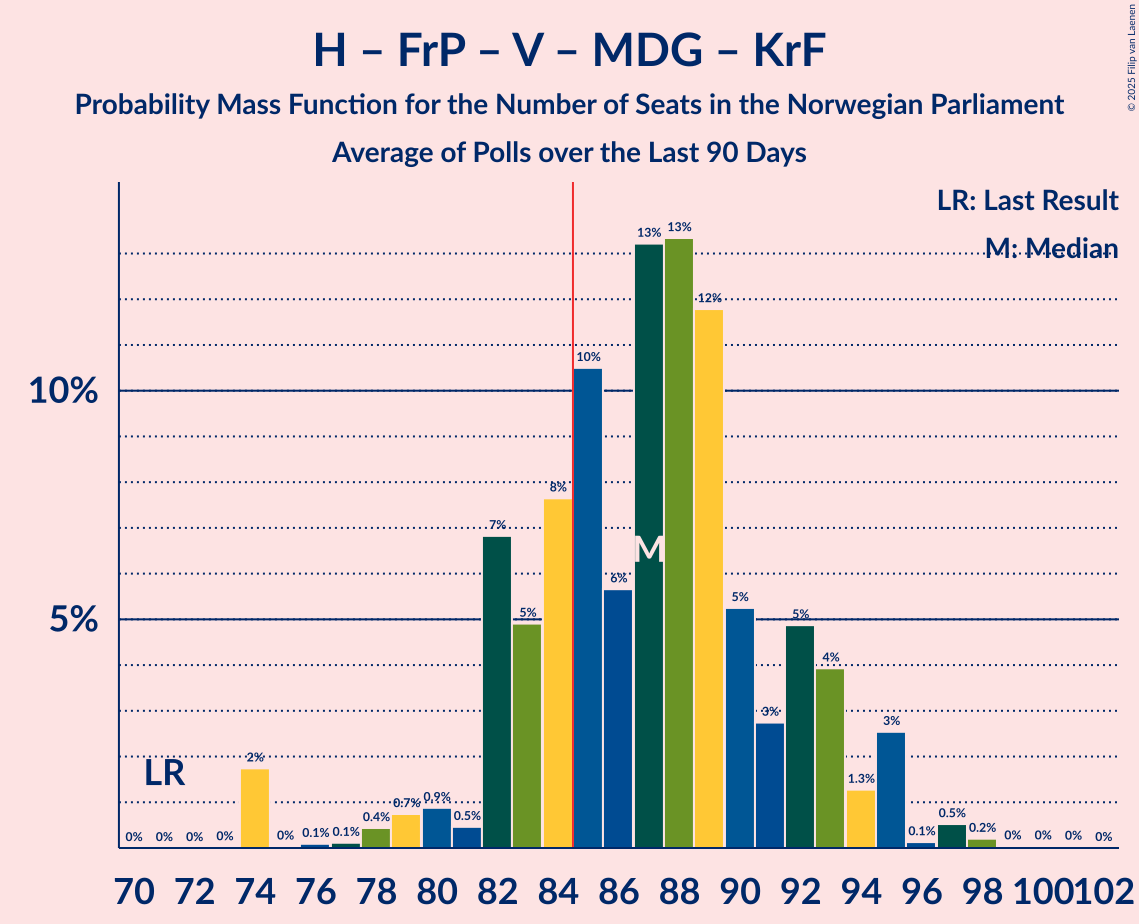 H – FrP – V – MDG – KrF
Probability Mass Function for the Number of Seats in the Norwegian Parliament
Average of Polls over the Last 90 Days
© 2025 Filip van Laenen
LR: Last Result
M: Median
10%
5%
LR
M
0% 0% 0% 0% 2% 0% 0.1% 0.1% 0.4% 0.7% 0.9% 0.5% 7% 5% 8% 10% 6% 13% 13% 12% 5% 3% 5% 4% 1.3% 3% 0.1% 0.5% 0.2% 0% 0% 0% 0%
70 72 74 76 78 80 82 84 86 88 90 92 94 96 98 100 102